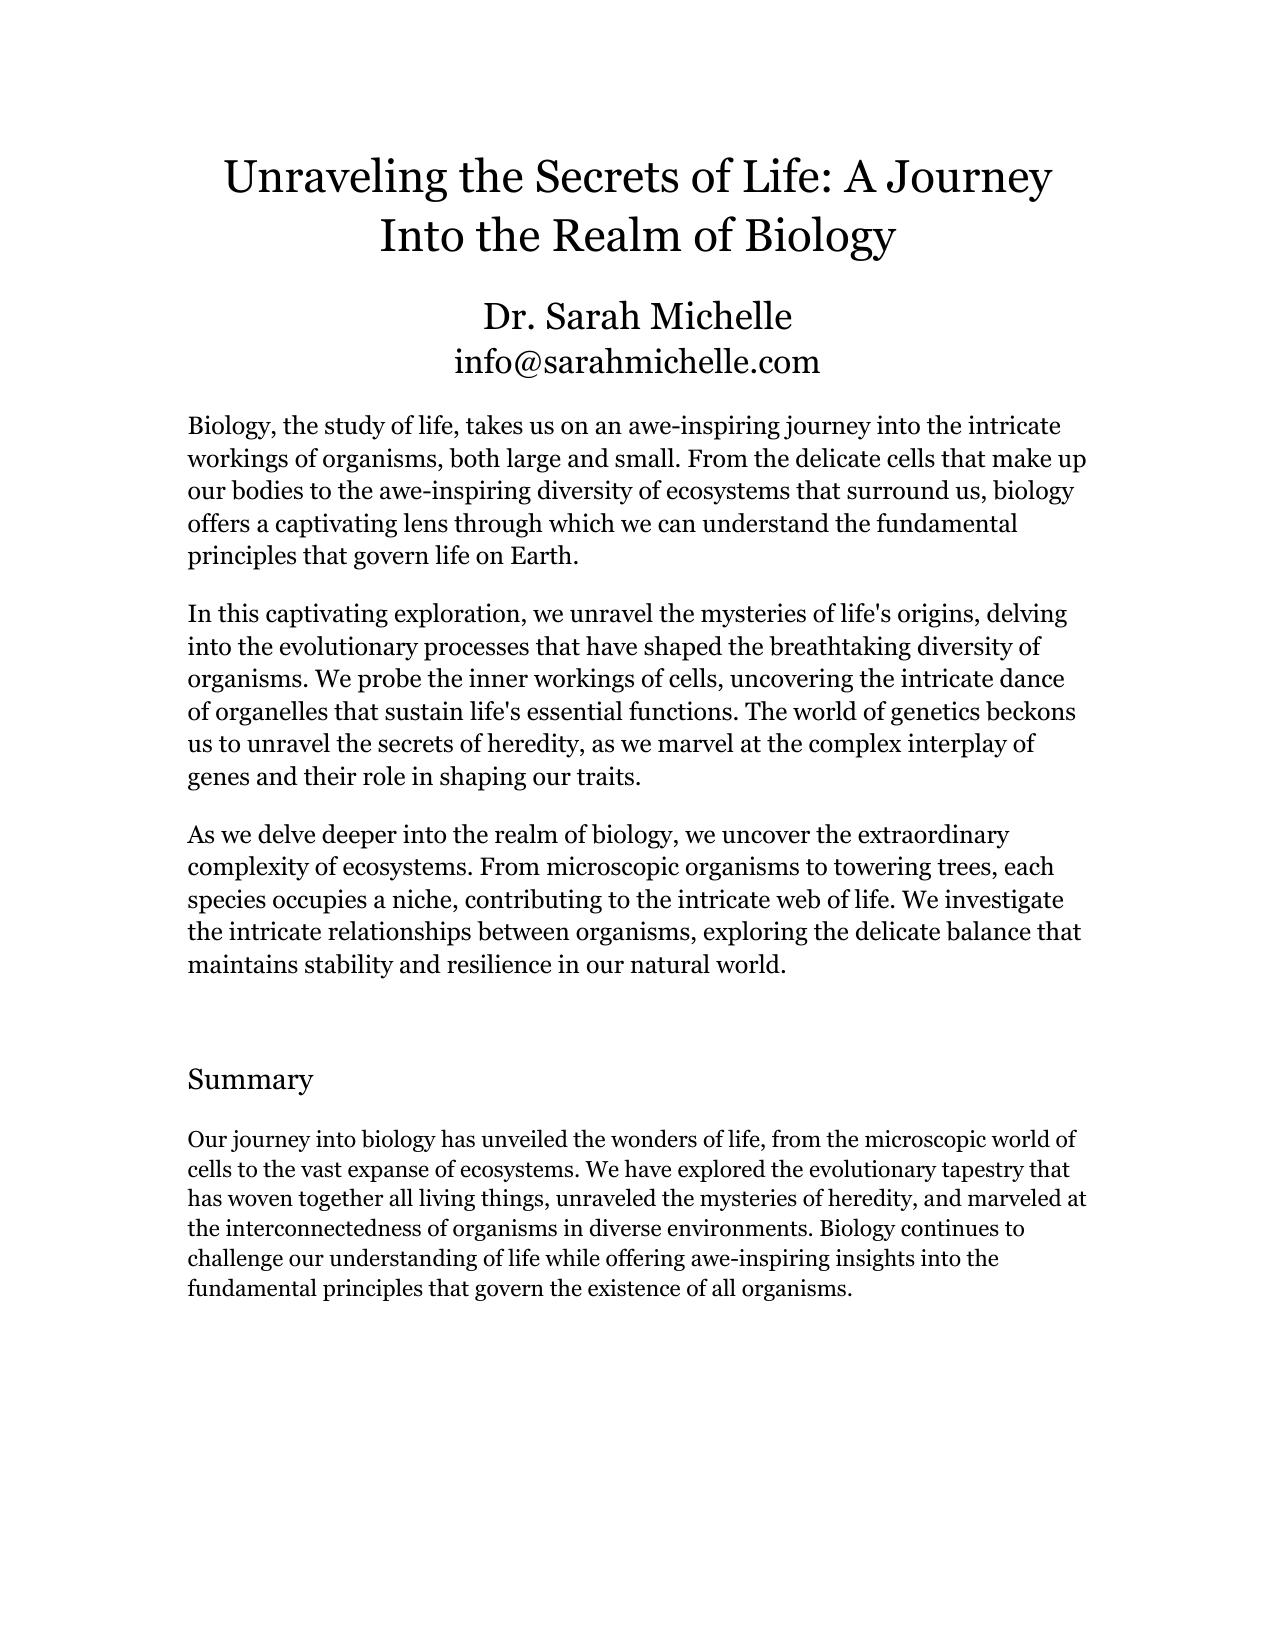 Unraveling the Secrets of Life: A Journey
Into the Realm of Biology
Dr. Sarah Michelle
info@sarahmichelle.com
Biology, the study of life, takes us on an awe-inspiring journey into the intricate
workings of organisms, both large and small. From the delicate cells that make up
our bodies to the awe-inspiring diversity of ecosystems that surround us, biology
offers a captivating lens through which we can understand the fundamental
principles that govern life on Earth.
In this captivating exploration, we unravel the mysteries of life's origins, delving
into the evolutionary processes that have shaped the breathtaking diversity of
organisms. We probe the inner workings of cells, uncovering the intricate dance
of organelles that sustain life's essential functions. The world of genetics beckons
us to unravel the secrets of heredity, as we marvel at the complex interplay of
genes and their role in shaping our traits.
As we delve deeper into the realm of biology, we uncover the extraordinary
complexity of ecosystems. From microscopic organisms to towering trees, each
species occupies a niche, contributing to the intricate web of life. We investigate
the intricate relationships between organisms, exploring the delicate balance that
maintains stability and resilience in our natural world.
Summary
Our journey into biology has unveiled the wonders of life, from the microscopic world of
cells to the vast expanse of ecosystems. We have explored the evolutionary tapestry that
has woven together all living things, unraveled the mysteries of heredity, and marveled at
the interconnectedness of organisms in diverse environments. Biology continues to
challenge our understanding of life while offering awe-inspiring insights into the
fundamental principles that govern the existence of all organisms.